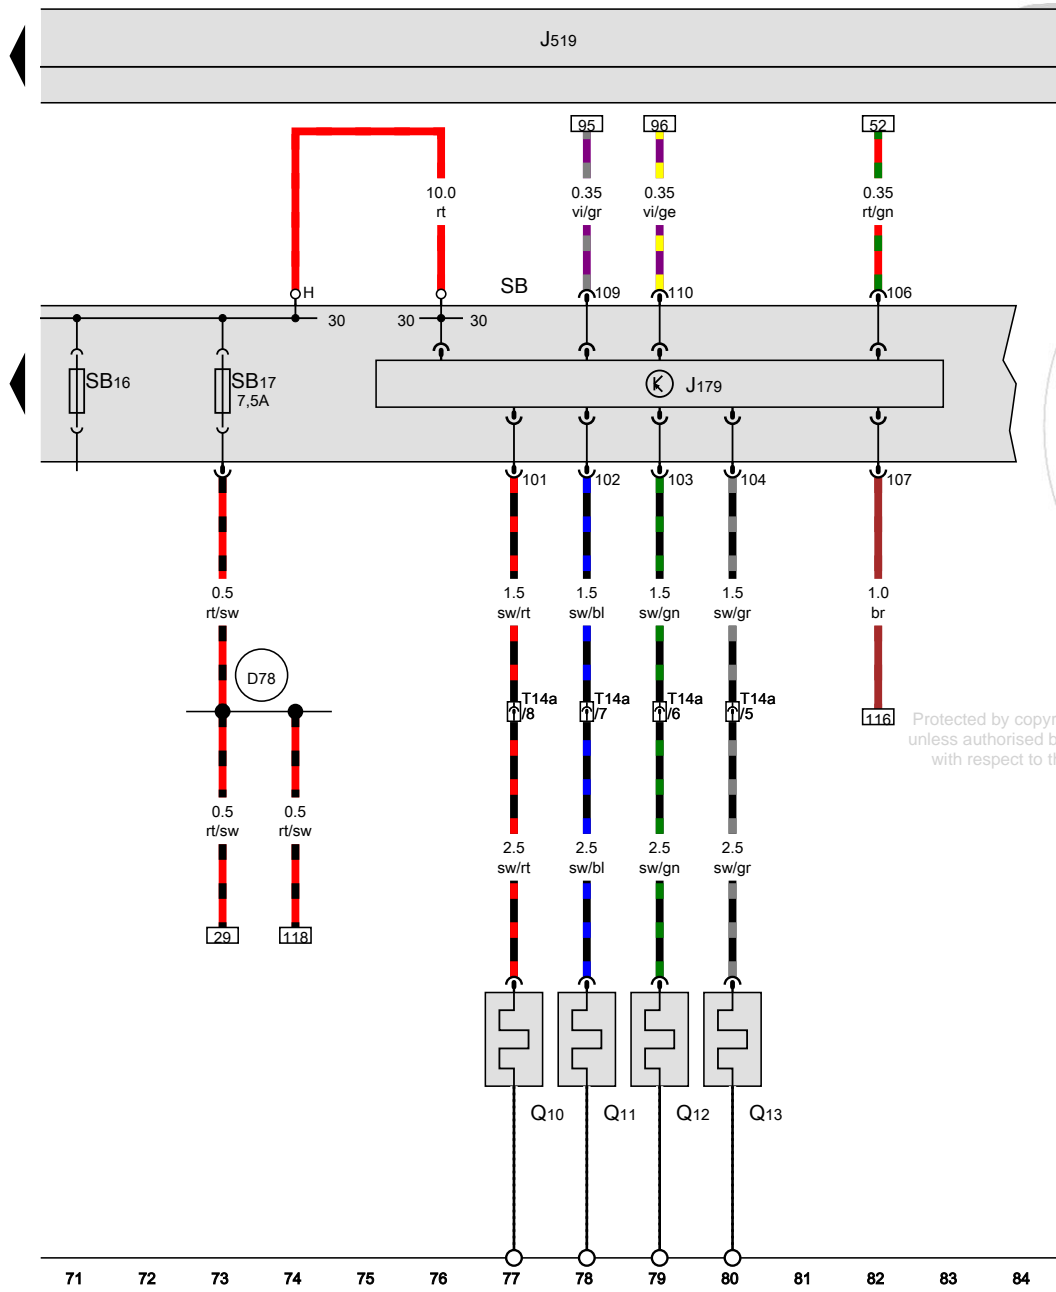 J519
95
96
52
10.0
rt
0.35
vi/gr
0.35
vi/ge
0.35
rt/gn
H
SB
109
110
106
30
30
30
SB16
SB17
7,5A
J179
101
102
103
104
107
0.5
rt/sw
1.5
sw/rt
1.5
sw/bl
1.5
sw/gn
1.5
sw/gr
1.0
br
D78
T14a
/8
T14a
/7
T14a
/6
T14a
/5
116
Protected by copyr
unless authorised b
with respect to th
0.5
rt/sw
0.5
rt/sw
2.5
sw/rt
2.5
sw/bl
2.5
sw/gn
2.5
sw/gr
29
118
Q10
Q11
Q12
Q13
71 72 73 74 75 76 77 78 79 80 81 82 83 84